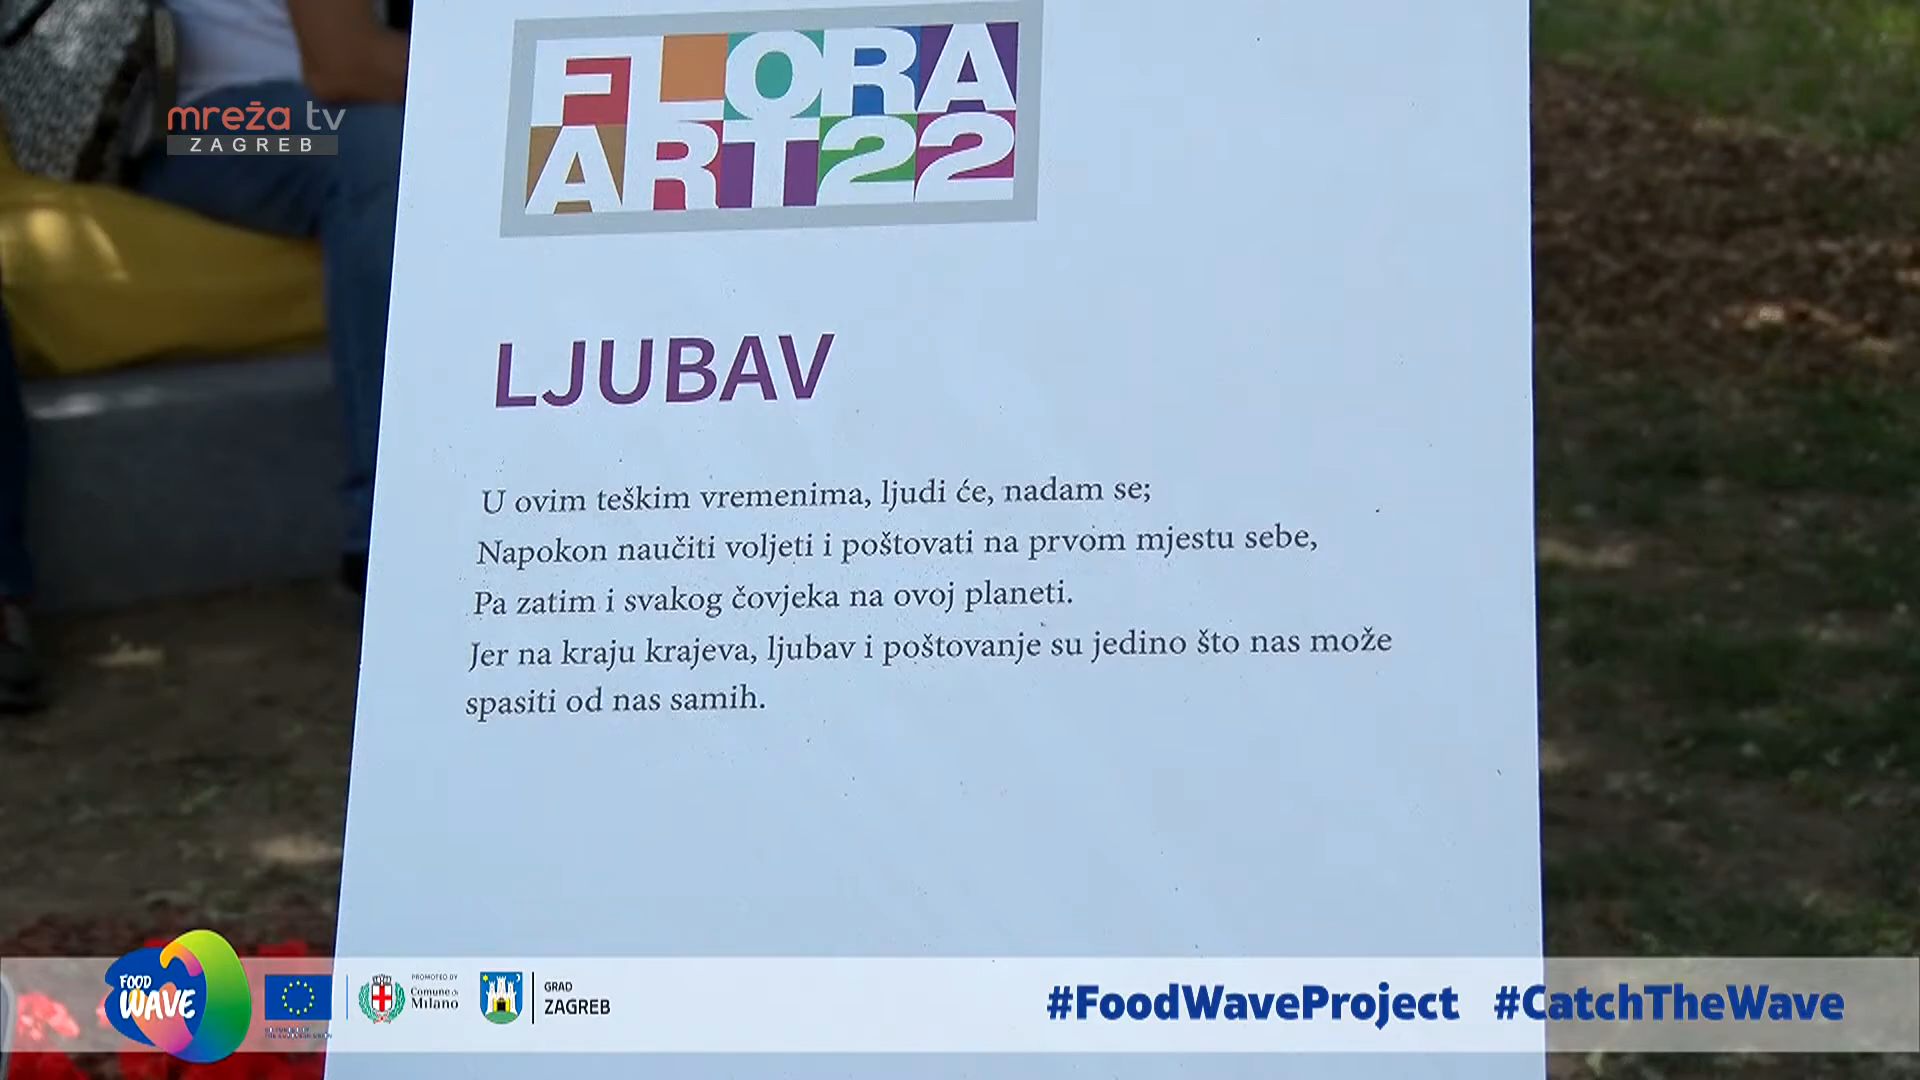 mreža tv
ZAGREB
FLORA
ART22
LJUBAV
U ovim teškim vremenima, ljudi će, nadam se;
Napokon naučiti voljeti i poštovati na prvom mjestu sebe,
Pa zatim i svakog čovjeka na ovoj planeti.
Jer na kraju krajeva, ljubav i poštovanje su jedino što nas može
spasiti od nas samih.
FOOD
WAVE
PROMOTED BY
Comune di
Milano
GRAD
ZAGREB
#FoodWaveProject #CatchTheWave